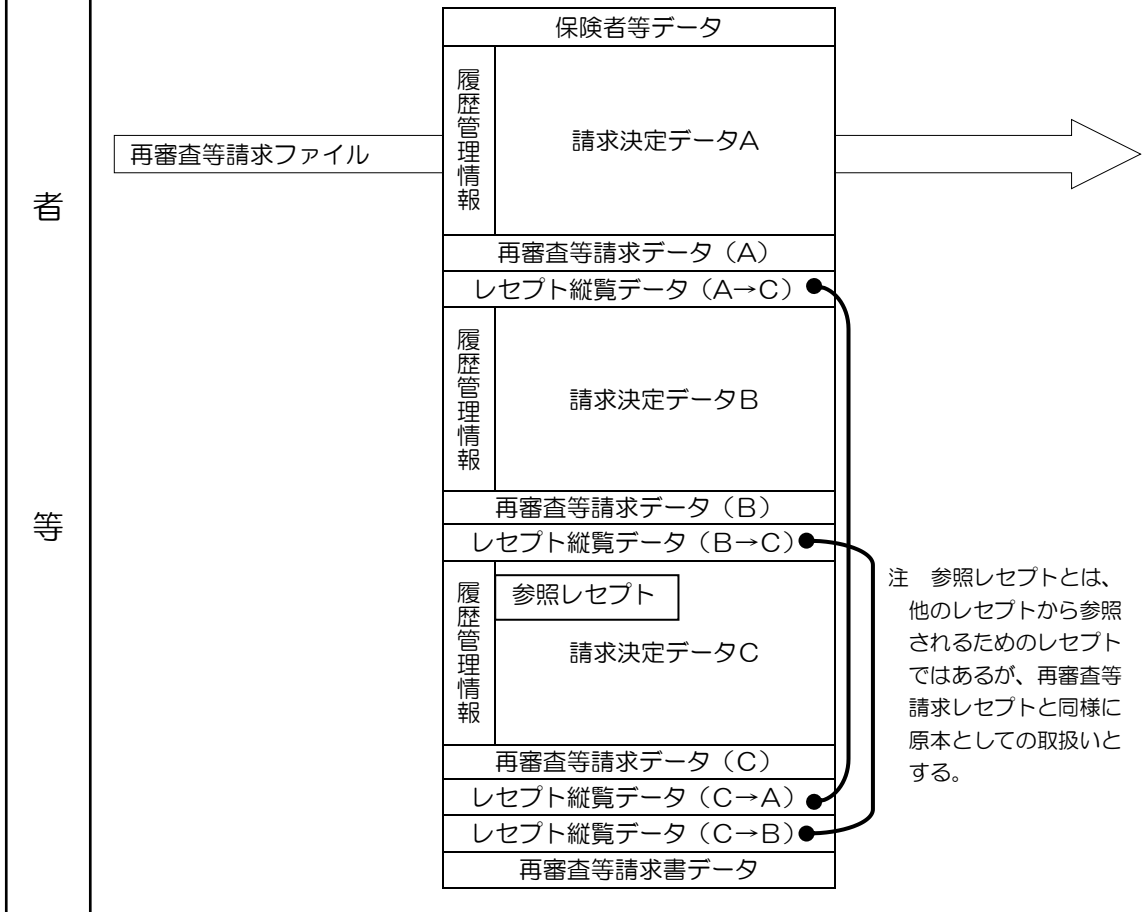 保険者等データ
履歴管理情報
請求決定データA
再審査等請求ファイル
者
等
再審査等請求データ（A）
レセプト縦覧データ（A→C）
履歴管理情報
請求決定データB
再審査等請求データ（B）
レセプト縦覧データ（B→C）
履歴管理情報
参照レセプト
請求決定データC
再審査等請求データ（C）
レセプト縦覧データ（C→A）
レセプト縦覧データ（C→B）
再審査等請求書データ
注　参照レセプトとは、
他のレセプトから参照
されるためのレセプト
ではあるが、再審査等
請求レセプトと同様に
原本としての取扱いと
する。